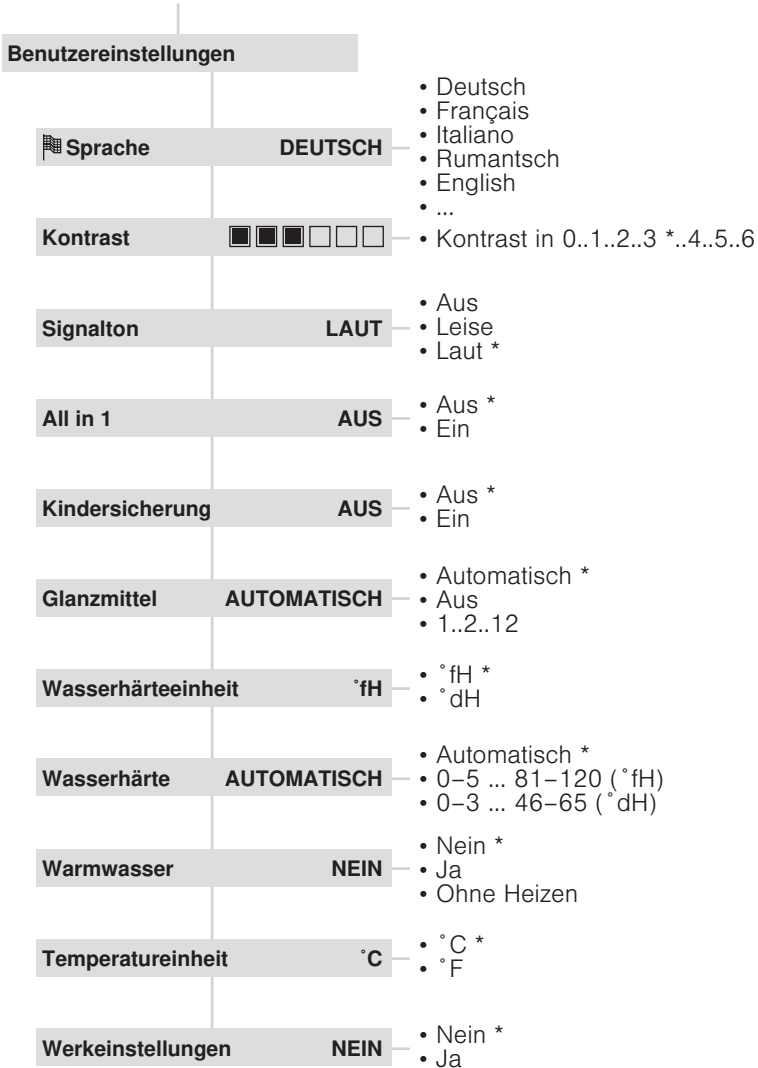 Benutzereinstellungen
Sprache DEUTSCH
• Deutsch
• Français
• Italiano
• Rumantsch
• English
• ...
Kontrast
• Kontrast in 0..1..2..3 *..4..5..6
Signalton LAUT
• Aus
• Leise
• Laut *
All in 1 AUS
• Aus *
• Ein
Kindersicherung AUS
• Aus *
• Ein
Glanzmittel AUTOMATISCH
• Automatisch *
• Aus
• 1..2..12
Wasserhärteeinheit °fH
• °fH *
• °dH
Wasserhärte AUTOMATISCH
• Automatisch *
• 0–5 ... 81–120 (°fH)
• 0–3 ... 46–65 (°dH)
Warmwasser NEIN
• Nein *
• Ja
• Ohne Heizen
Temperatureinheit °C
• °C *
• °F
Werkeinstellungen NEIN
• Nein *
• Ja